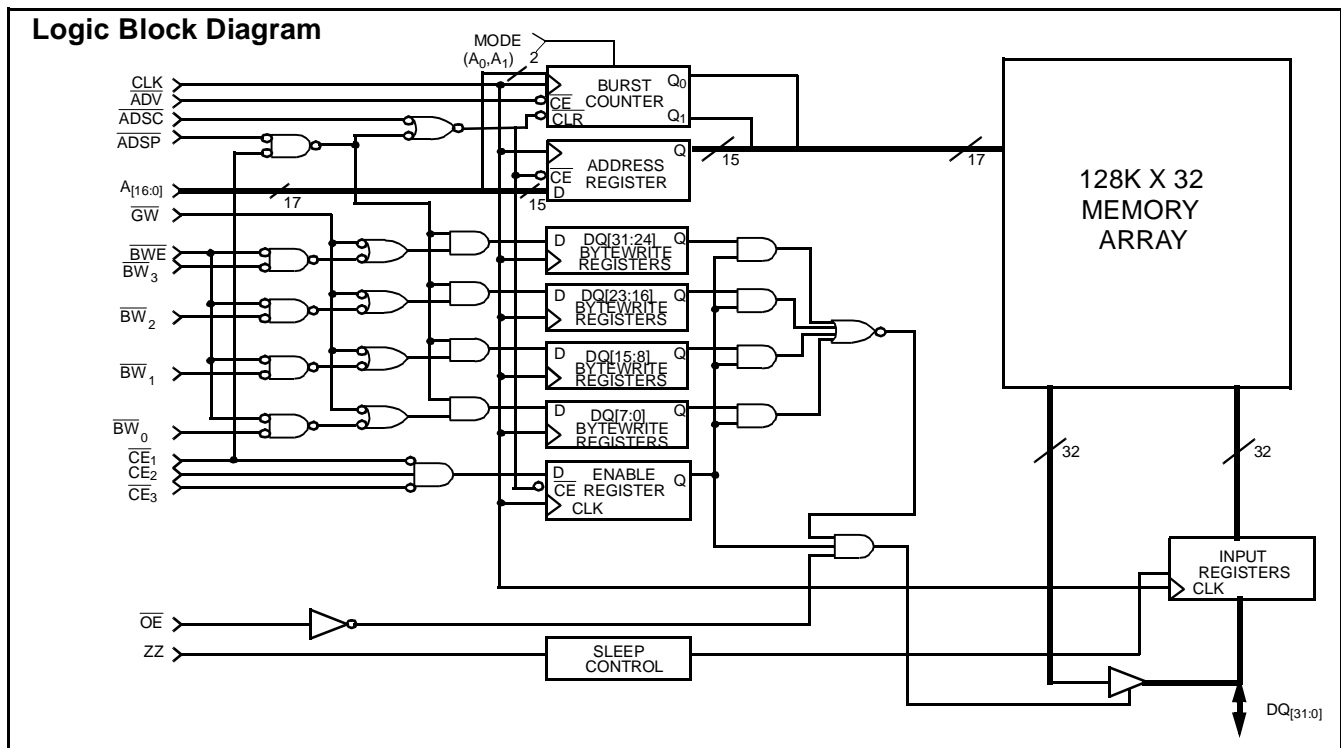 Logic Block Diagram
MODE
(A0,A1) 2
CLK
ADV
ADSC
ADSP
A[16:0]
17
GW
BWE
BW3
BW2
BW1
BW0
CE1
CE2
CE3
OE
ZZ
BURST
COUNTER
CE
CLR
Q0
Q1
ADDRESS
REGISTER
CE
D
Q
15
15
17
D DQ[31:24] Q
BYTEWRITE
REGISTERS
D DQ[23:16] Q
BYTEWRITE
REGISTERS
D DQ[15:8] Q
BYTEWRITE
REGISTERS
D DQ[7:0] Q
BYTEWRITE
REGISTERS
D ENABLE Q
CE REGISTER
CLK
SLEEP
CONTROL
128K X 32
MEMORY
ARRAY
32
32
INPUT
REGISTERS
CLK
DQ[31:0]